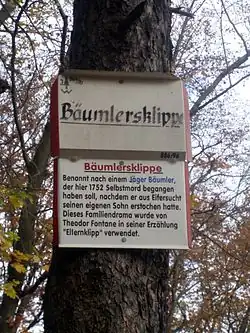 Bäumlersklippe
Bäumlersklippe
Benannt nach einem Jäger Bäumler,
der hier 1752 Selbstmord begangen
haben soll, nachdem er aus Eifersucht
seinen eigenen Sohn erstochen hatte.
Dieses Familiendrama wurde von
Theodor Fontane in seiner Erzählung
"Ellernklipp" verwendet.